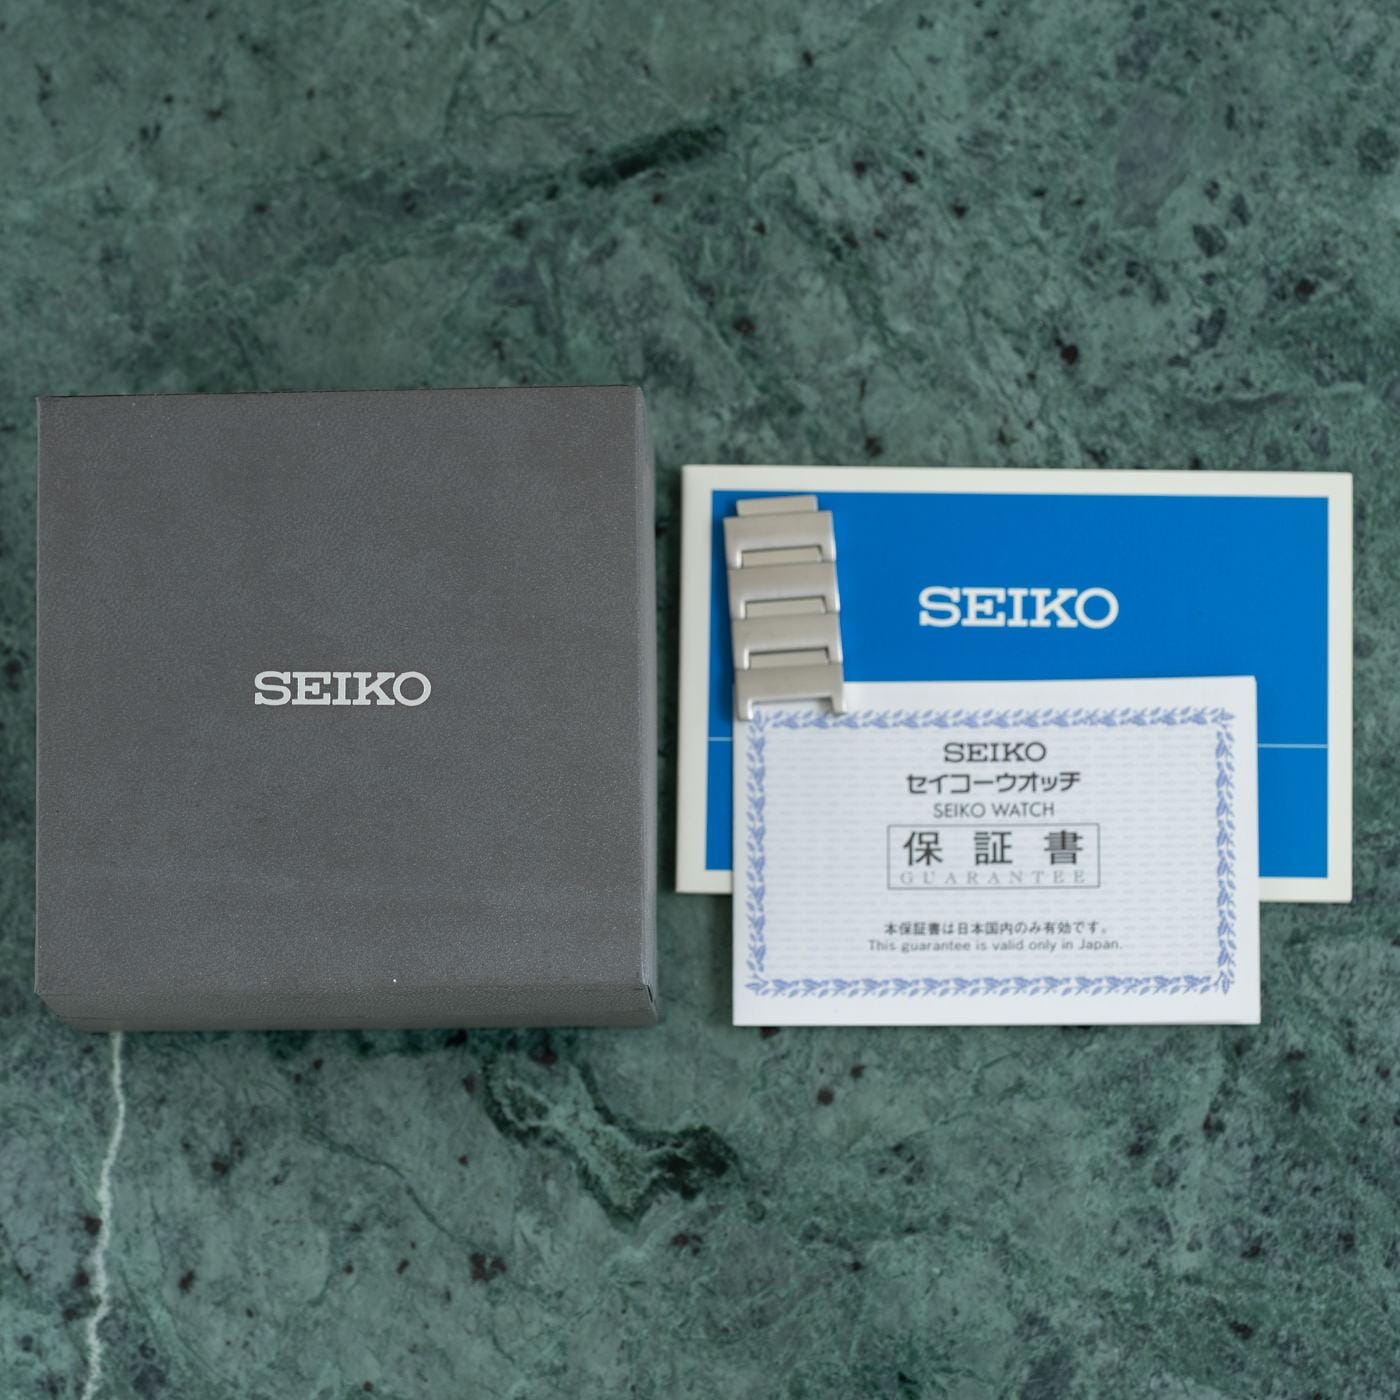 SEIKO
SEIKO
SEIKO
セイコーウオッチ
SEIKO WATCH
保証書
GUARANTEE
本保証書は日本国内のみ有効です。
This guarantee is valid only in Japan.